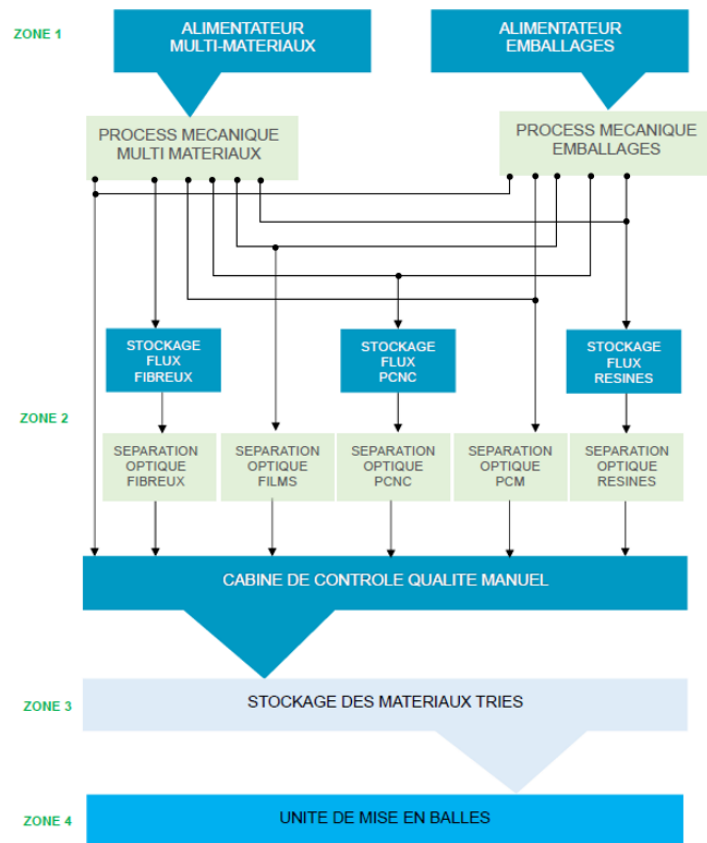 ZONE 1
ALIMENTATEUR
MULTI-MATERIAUX
ALIMENTATEUR
EMBALLAGES
PROCESS MECANIQUE
MULTI MATERIAUX
PROCESS MECANIQUE
EMBALLAGES
STOCKAGE
FLUX
FIBREUX
STOCKAGE
FLUX
PCNC
STOCKAGE
FLUX
RESINES
ZONE 2
SEPARATION
OPTIQUE
FIBREUX
SEPARATION
OPTIQUE
FILMS
SEPARATION
OPTIQUE
PCNC
SEPARATION
OPTIQUE
PCM
SEPARATION
OPTIQUE
RESINES
CABINE DE CONTROLE QUALITE MANUEL
ZONE 3
STOCKAGE DES MATERIAUX TRIES
ZONE 4
UNITE DE MISE EN BALLES